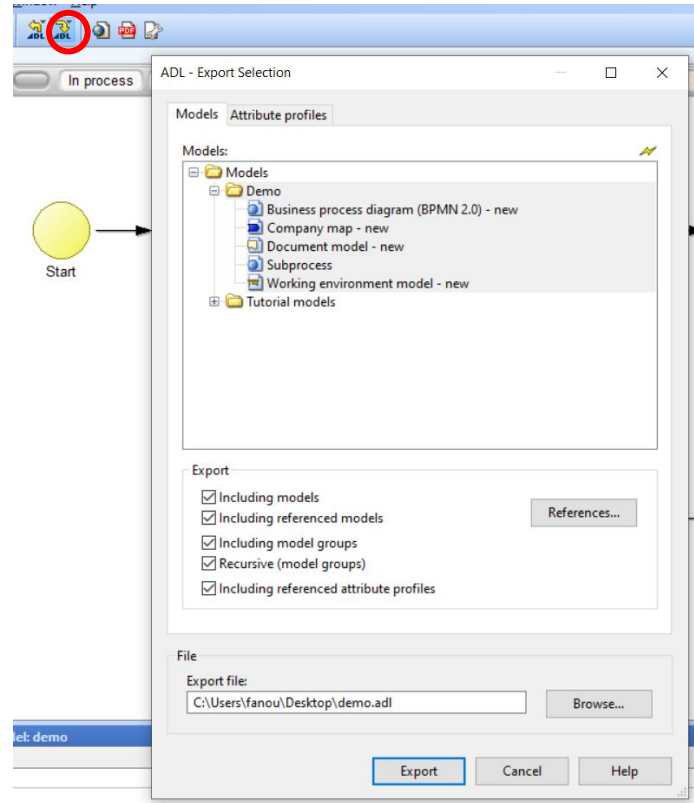 Window Help
ADL ADL PDF
In process
ADL - Export Selection
Models Attribute profiles
Models:
Models
Demo
Business process diagram (BPMN 2.0) - new
Company map - new
Document model - new
Subprocess
Working environment model - new
Tutorial models
Start
Export
Including models
Including referenced models
References...
Including model groups
Recursive (model groups)
Including referenced attribute profiles
File
Export file:
C:\Users\fanou\Desktop\demo.adl
Browse...
lel: demo
Export Cancel Help